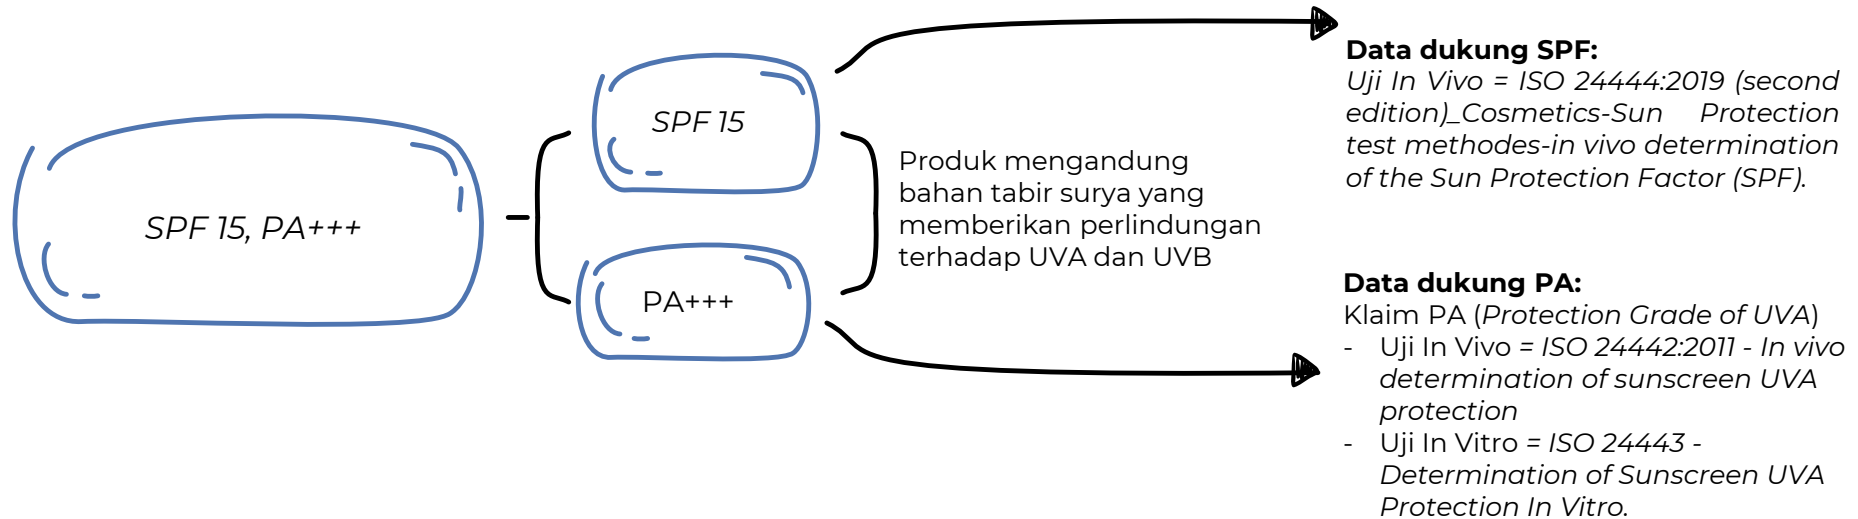 SPF 15, PA+++
SPF 15
PA+++
Produk mengandung
bahan tabir surya yang
memberikan perlindungan
terhadap UVA dan UVB
Data dukung SPF:
Uji In Vivo = ISO 24444:2019 (second
edition)_Cosmetics-Sun Protection
test methodes-in vivo determination
of the Sun Protection Factor (SPF).
Data dukung PA:
Klaim PA (Protection Grade of UVA)
- Uji In Vivo = ISO 24442:2011 - In vivo
determination of sunscreen UVA
protection
- Uji In Vitro = ISO 24443 -
Determination of Sunscreen UVA
Protection In Vitro.